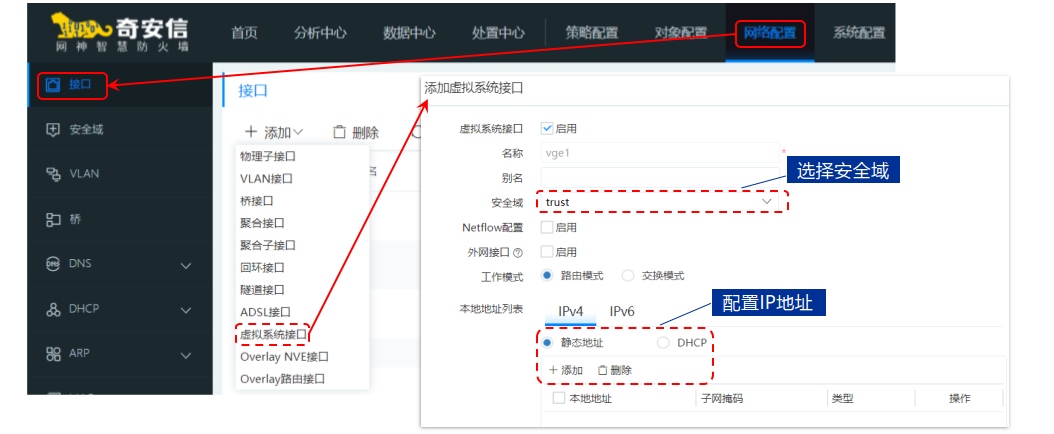 奇安信
网神智慧防火墙
首页 分析中心 数据中心 处置中心 策略配置 对象配置 网络配置 系统配置
接口
安全域
VLAN
桥
DNS
DHCP
ARP
接口
添加 删除
物理子接口
VLAN接口
桥接口
聚合接口
聚合子接口
回环接口
隧道接口
ADSL接口
虚拟系统接口
Overlay NVE接口
Overlay路由接口
添加虚拟系统接口
虚拟系统接口 启用
名称 vge1 *
别名
安全域 trust
Netflow配置 启用
外网接口 启用
工作模式 路由模式 交换模式
本地地址列表 IPv4 IPv6
静态地址 DHCP
添加 删除
本地地址 子网掩码 类型 操作
选择安全域
配置IP地址